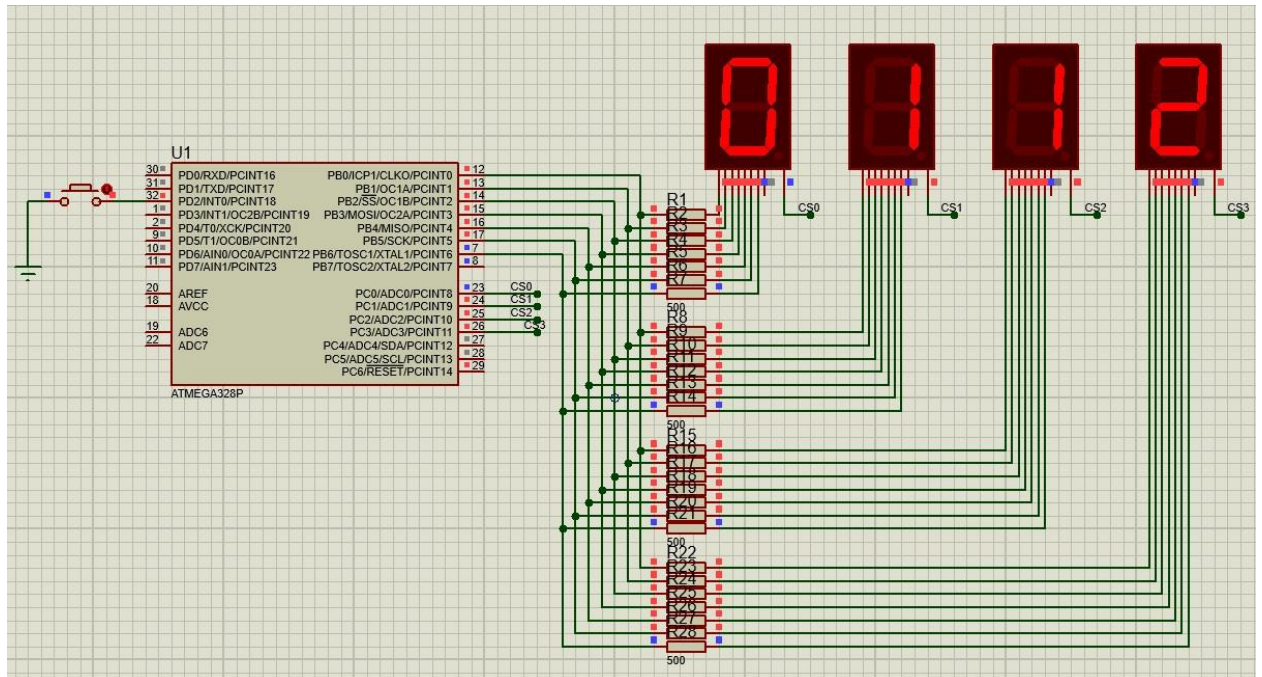 0 1 1 2
U1
30 PD0/RXD/PCINT16 PB0/ICP1/CLKO/PCINT0 12
31 PD1/TXD/PCINT17 PB1/OC1A/PCINT1 13
32 PD2/INT0/PCINT18 PB2/SS/OC1B/PCINT2 14
1 PD3/INT1/OC2B/PCINT19 PB3/MOSI/OC2A/PCINT3 15
2 PD4/T0/XCK/PCINT20 PB4/MISO/PCINT4 16
9 PD5/T1/OC0B/PCINT21 PB5/SCK/PCINT5 17
10 PD6/AIN0/OC0A/PCINT22 PB6/TOSC1/XTAL1/PCINT6 7
11 PD7/AIN1/PCINT23 PB7/TOSC2/XTAL2/PCINT7 8
20 AREF PC0/ADC0/PCINT8 23 CS0
18 AVCC PC1/ADC1/PCINT9 24 CS1
PC2/ADC2/PCINT10 25 CS2
19 ADC6 PC3/ADC3/PCINT11 26 CS3
22 ADC7 PC4/ADC4/SDA/PCINT12 27
PC5/ADC5/SCL/PCINT13 28
PC6/RESET/PCINT14 29
ATMEGA328P
CS0 CS1 CS2 CS3
R1
R2
R3
R4
R5
R6
R7
500
R8
R9
R10
R11
R12
R13
R14
500
R15
R16
R17
R18
R19
R20
R21
500
R22
R23
R24
R25
R26
R27
R28
500